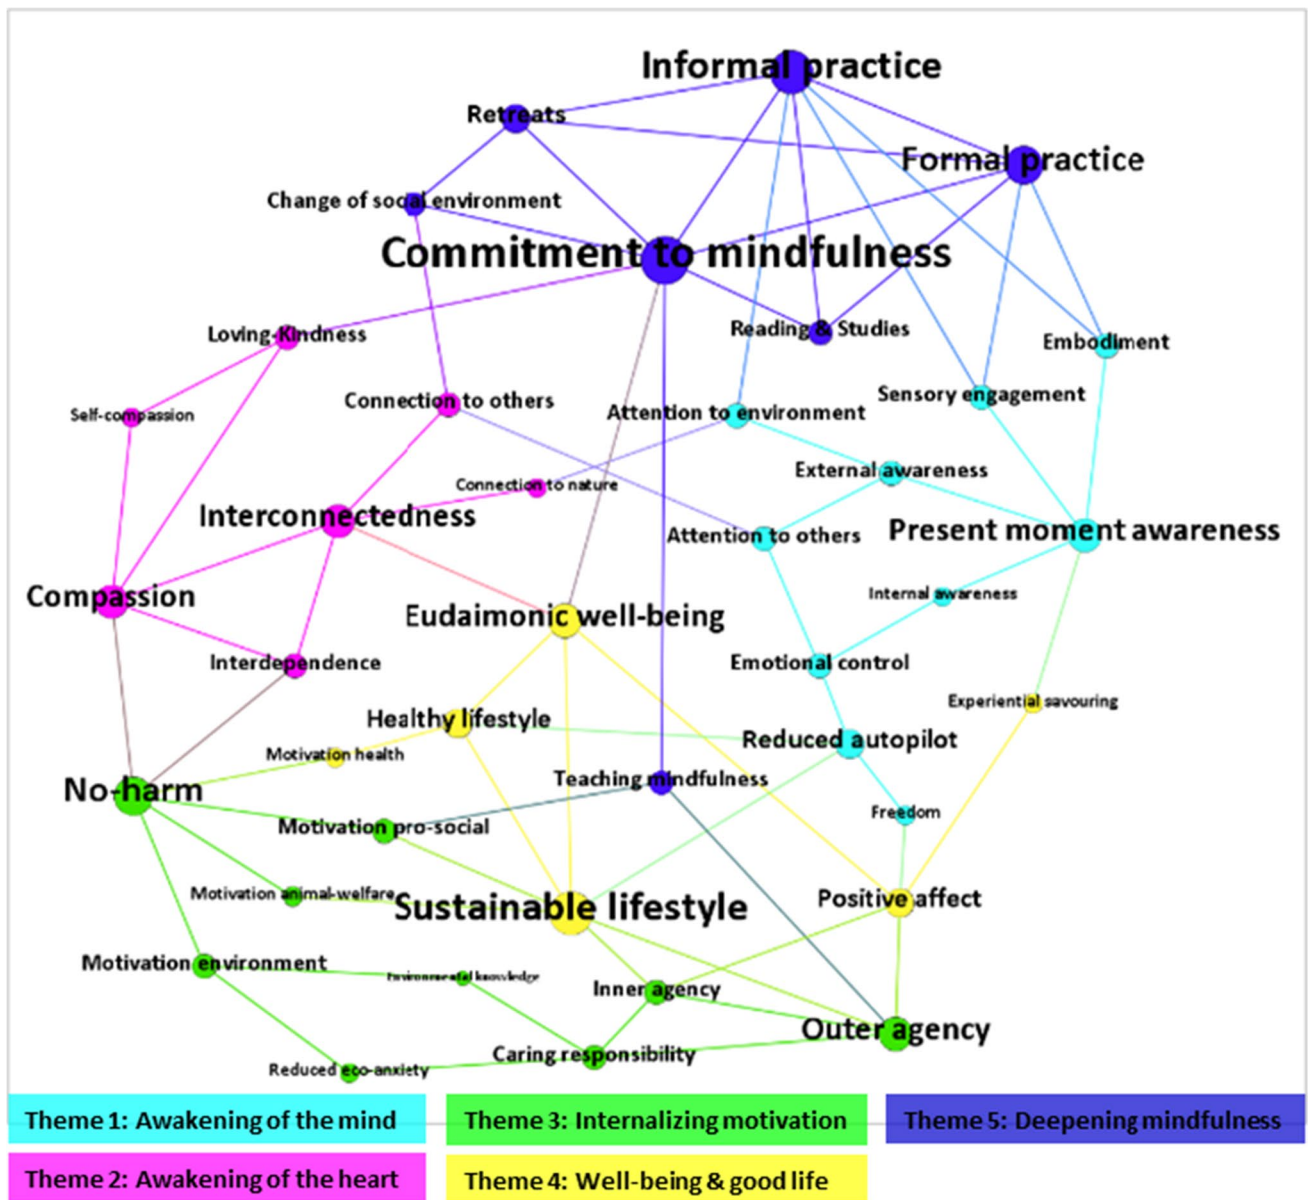 Informal practice
Retreats
Formal practice
Change of social environment
Commitment to mindfulness
Reading & Studies
Loving-Kindness
Embodiment
Sensory engagement
Connection to others
Attention to environment
Self-compassion
External awareness
Connection to nature
Interconnectedness
Attention to others
Present moment awareness
Internal awareness
Compassion
Eudaimonic well-being
Interdependence
Emotional control
Experiential savouring
Healthy lifestyle
Reduced autopilot
Motivation health
Teaching mindfulness
No-harm
Freedom
Motivation pro-social
Motivation animal-welfare
Sustainable lifestyle
Positive affect
Motivation environment
Environmental knowledge
Inner agency
Outer agency
Caring responsibility
Reduced eco-anxiety
Theme 1: Awakening of the mind
Theme 3: Internalizing motivation
Theme 5: Deepening mindfulness
Theme 2: Awakening of the heart
Theme 4: Well-being & good life